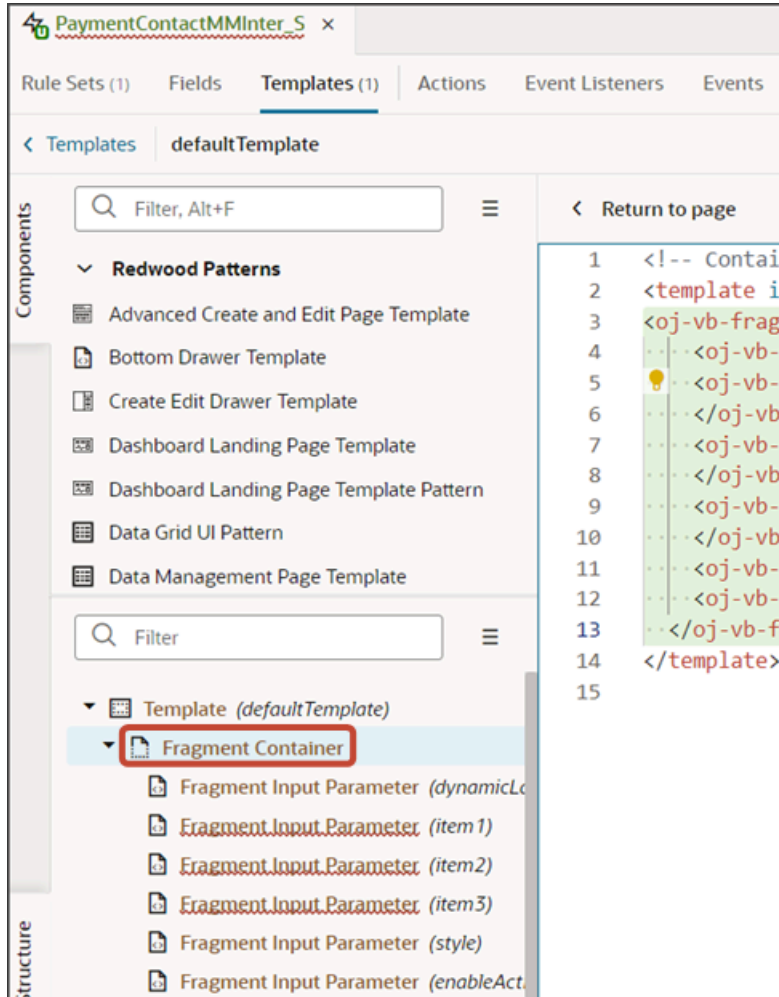 PaymentContactMMInter_S ×
Rule Sets (1) Fields Templates (1) Actions Event Listeners Events
Templates defaultTemplate
Components
Filter, Alt+F
Redwood Patterns
Advanced Create and Edit Page Template
Bottom Drawer Template
Create Edit Drawer Template
Dashboard Landing Page Template
Dashboard Landing Page Template Pattern
Data Grid UI Pattern
Data Management Page Template
Filter
Template (defaultTemplate)
Fragment Container
Fragment Input Parameter (dynamicLa
Fragment Input Parameter (item1)
Fragment Input Parameter (item2)
Fragment Input Parameter (item3)
Fragment Input Parameter (style)
Fragment Input Parameter (enableAct
Structure
Return to page
1 <!-- Contai
2 <template i
3 <oj-vb-frag
4 <oj-vb-
5 <oj-vb-
6 </oj-vb
7 <oj-vb-
8 </oj-vb
9 <oj-vb-
10 </oj-vb
11 <oj-vb-
12 <oj-vb-
13 </oj-vb-f
14 </template>
15